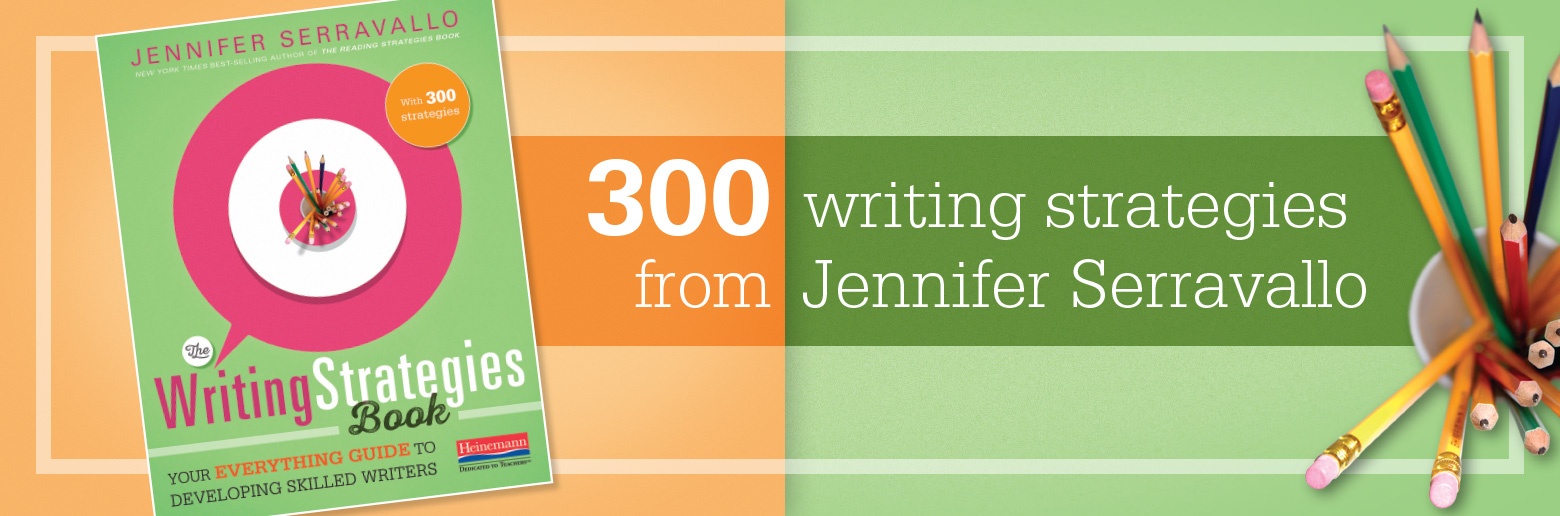 JENNIFER SERRAVALLO
NEW YORK TIMES BEST-SELLING AUTHOR OF THE READING STRATEGIES BOOK
With 300
strategies
The
Writing Strategies
Book
YOUR EVERYTHING GUIDE TO
DEVELOPING SKILLED WRITERS
Heinemann
DEDICATED TO TEACHERS™
300 writing strategies
from Jennifer Serravallo